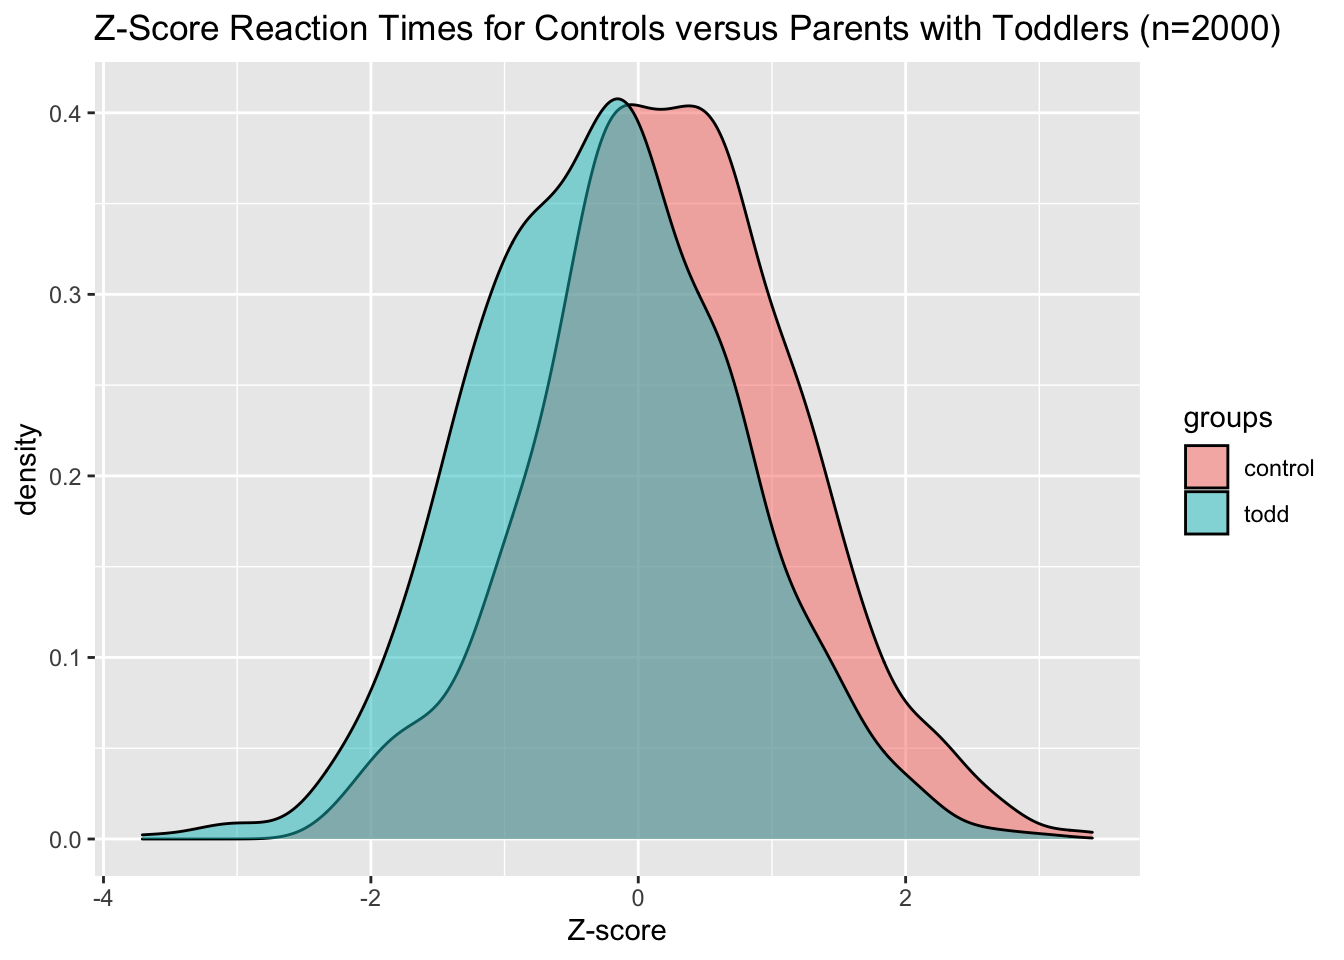 Z-Score Reaction Times for Controls versus Parents with Toddlers (n=2000)
density
0.4
0.3
0.2
0.1
0.0
-4
-2
0
2
Z-score
groups
control
todd